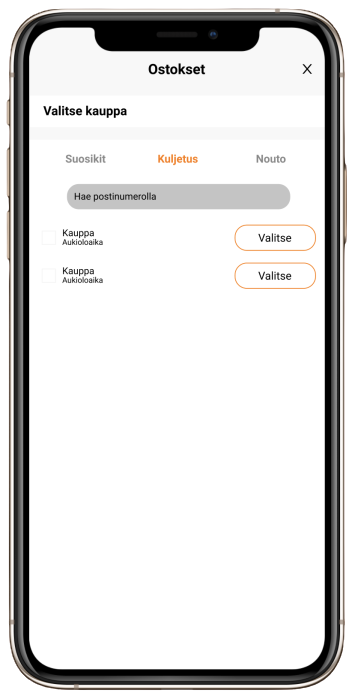 Ostokset X
Valitse kauppa
Suosikit Kuljetus Nouto
Hae postinumerolla
Kauppa
Aukioloaika
Valitse
Kauppa
Aukioloaika
Valitse